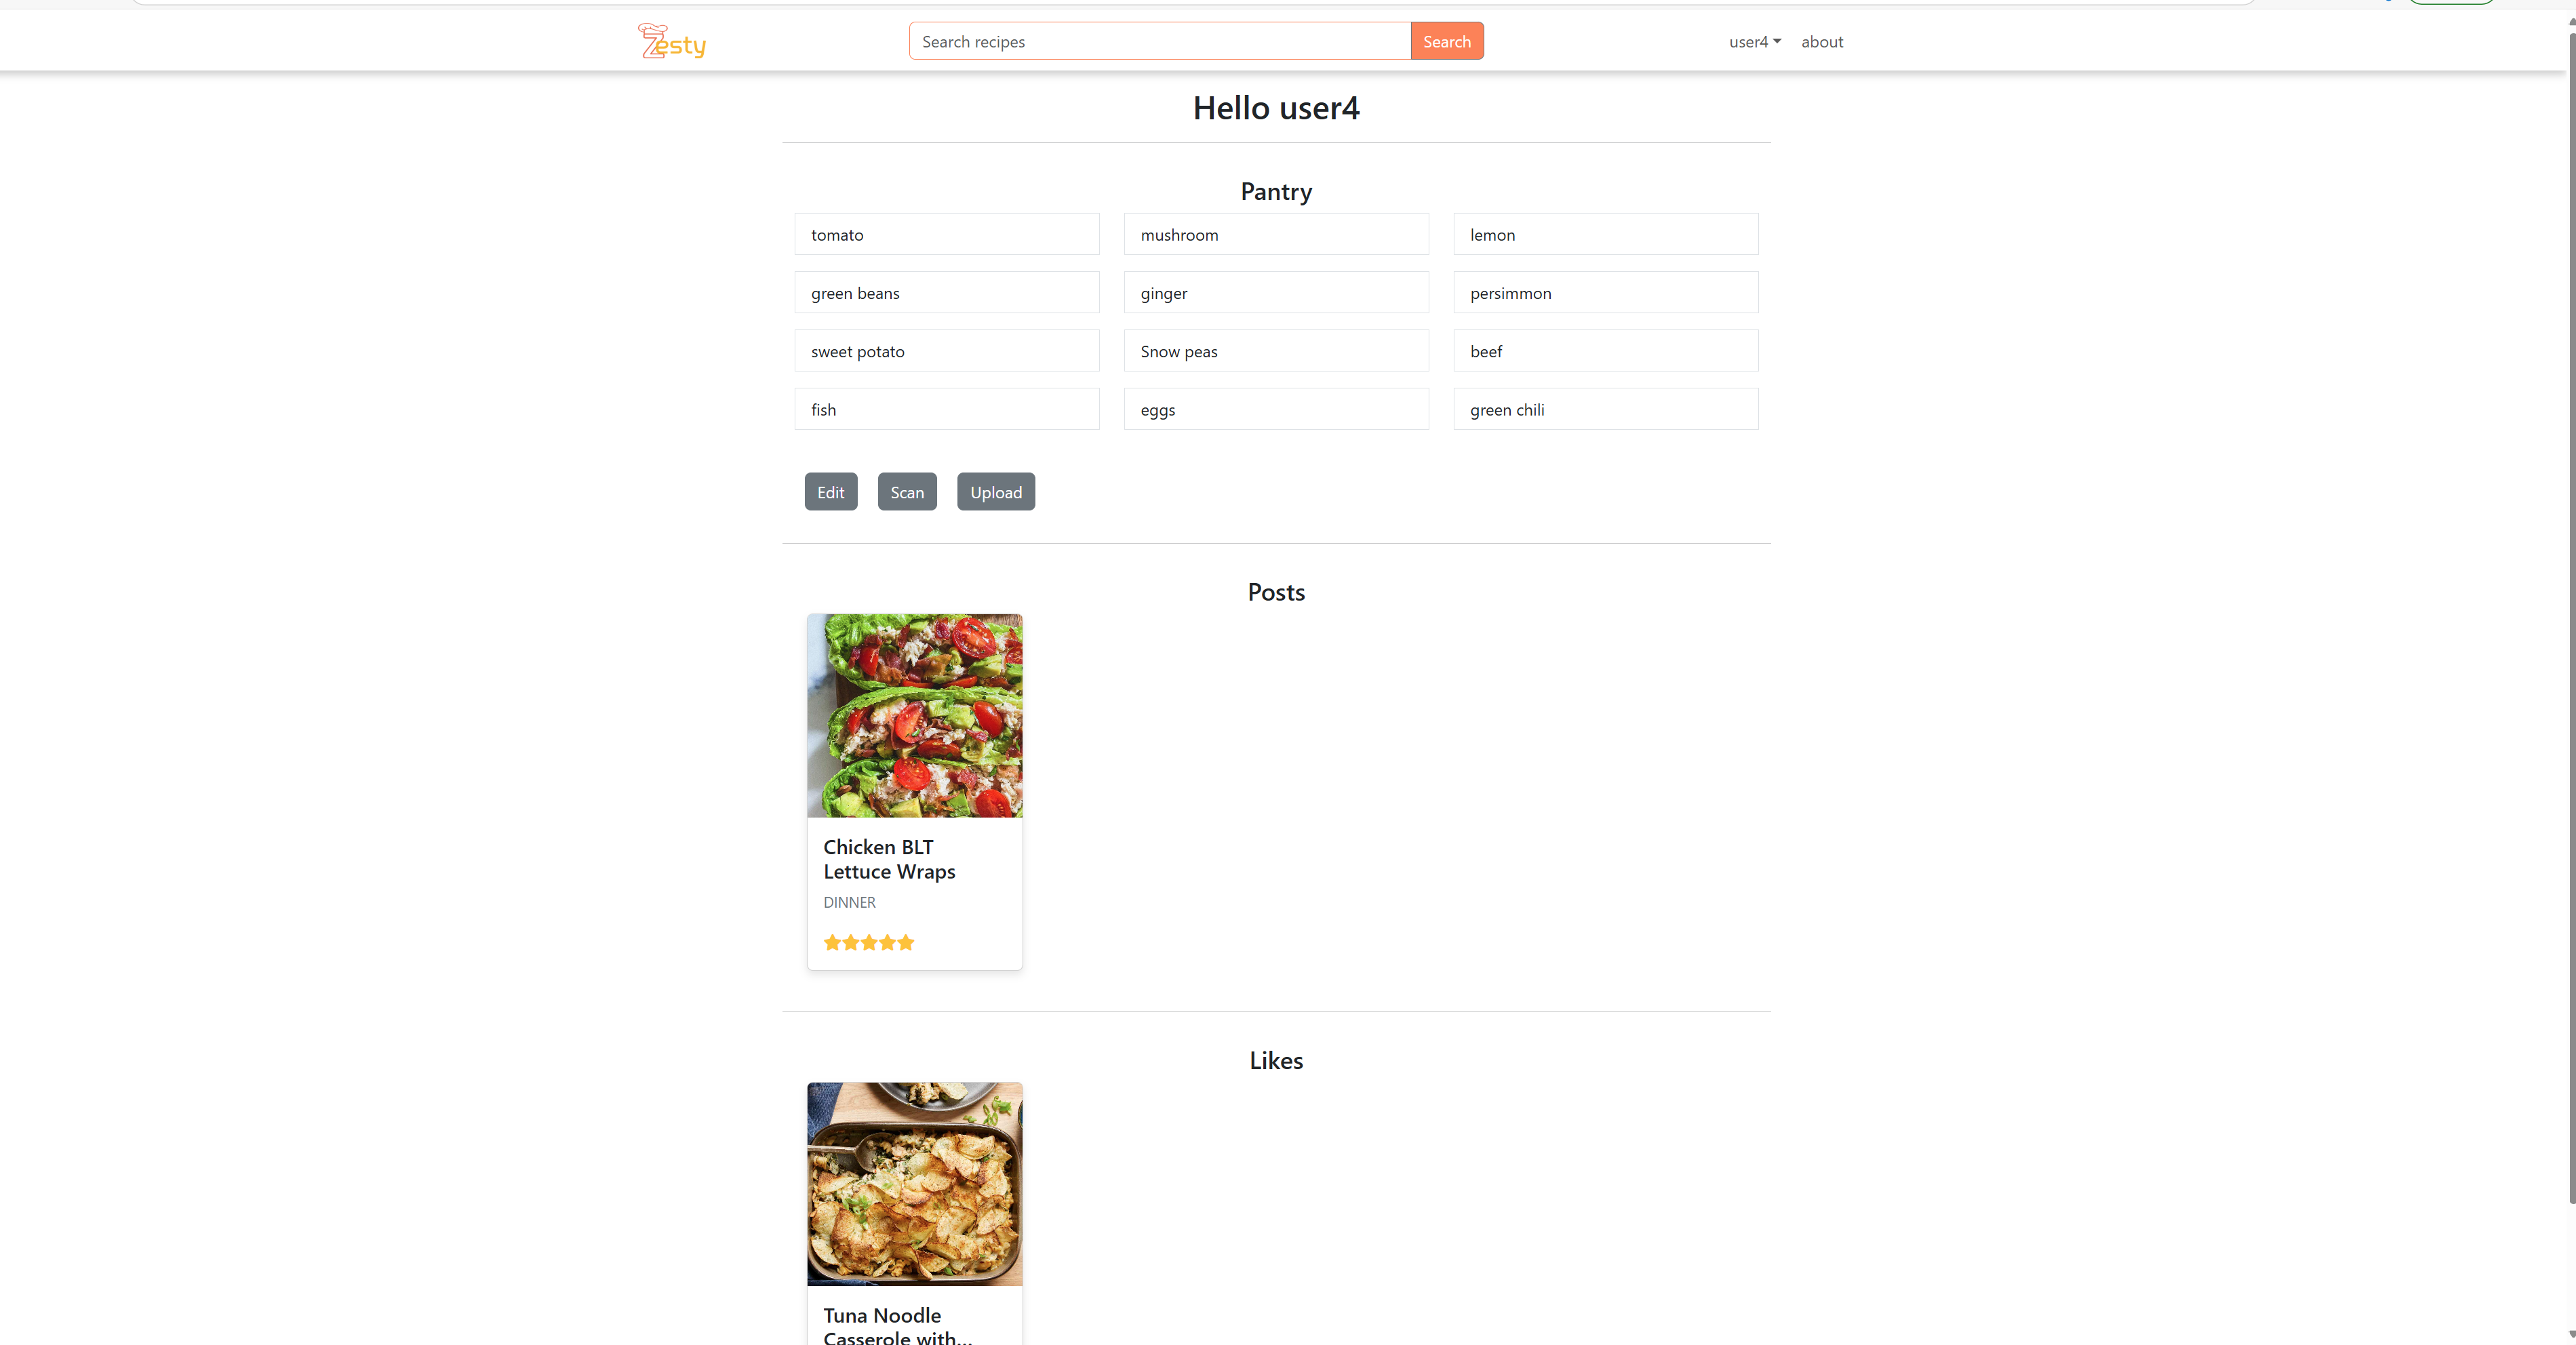 Zesty
Search recipes
Search
user4
about
Hello user4
Pantry
tomato
mushroom
lemon
green beans
ginger
persimmon
sweet potato
Snow peas
beef
fish
eggs
green chili
Edit
Scan
Upload
Posts
Chicken BLT
Lettuce Wraps
DINNER
Likes
Tuna Noodle
Casserole with...